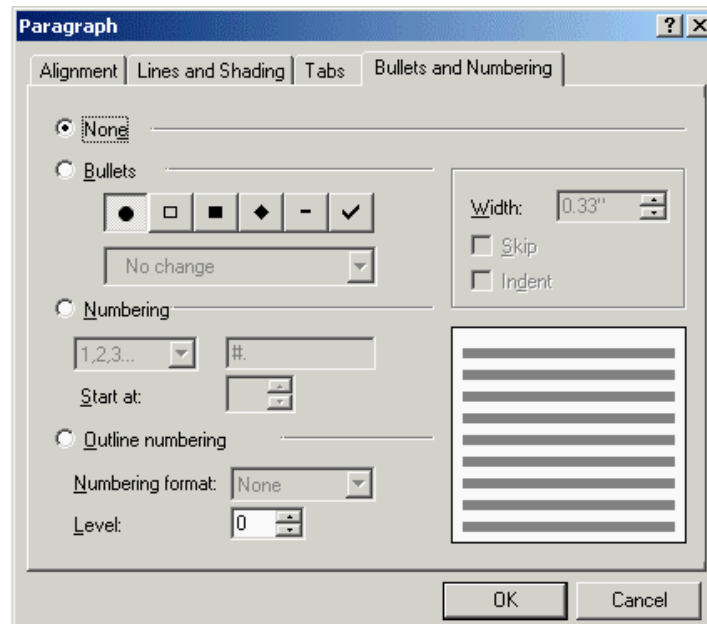 Paragraph
Alignment Lines and Shading Tabs Bullets and Numbering
None
Bullets
No change
Width: 0.33"
Skip
Indent
Numbering
1,2,3... #.
Start at:
Outline numbering
Numbering format: None
Level: 0
OK Cancel